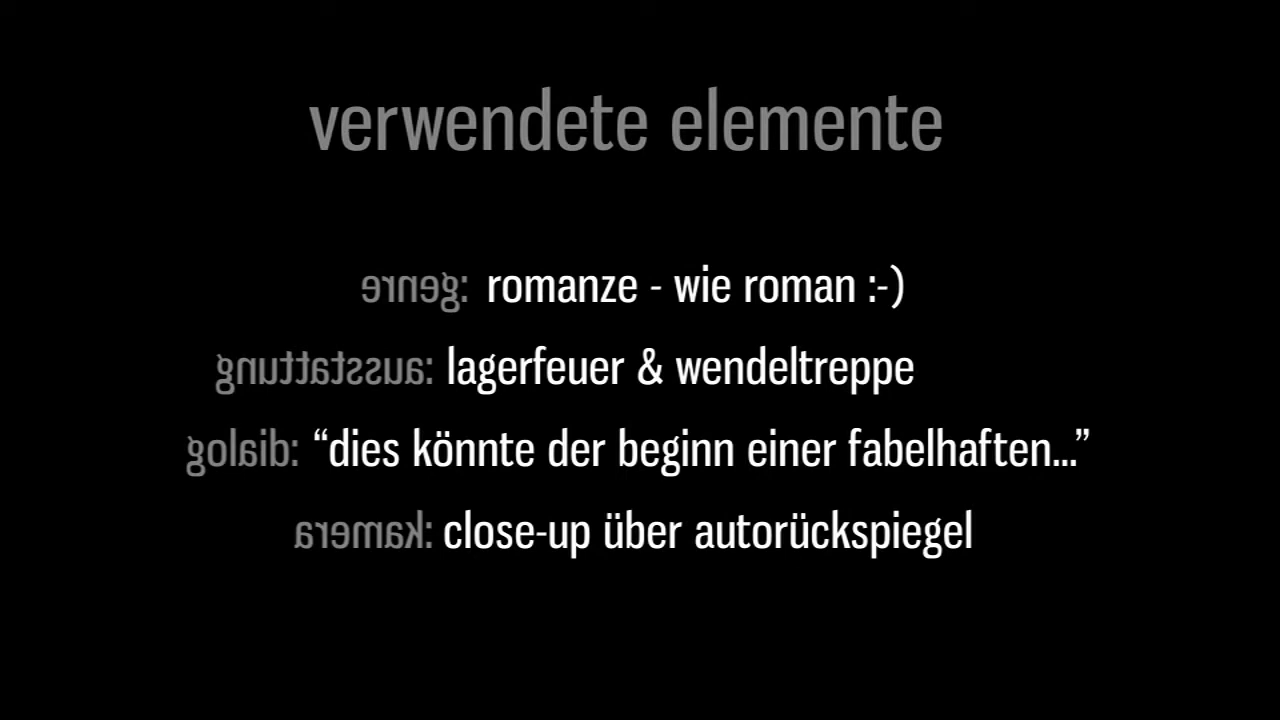 verwendete elemente
genre: romanze - wie roman :-)
ausstattung: lagerfeuer & wendeltreppe
dialog: “dies könnte der beginn einer fabelhaften...”
kamera: close-up über autorückspiegel